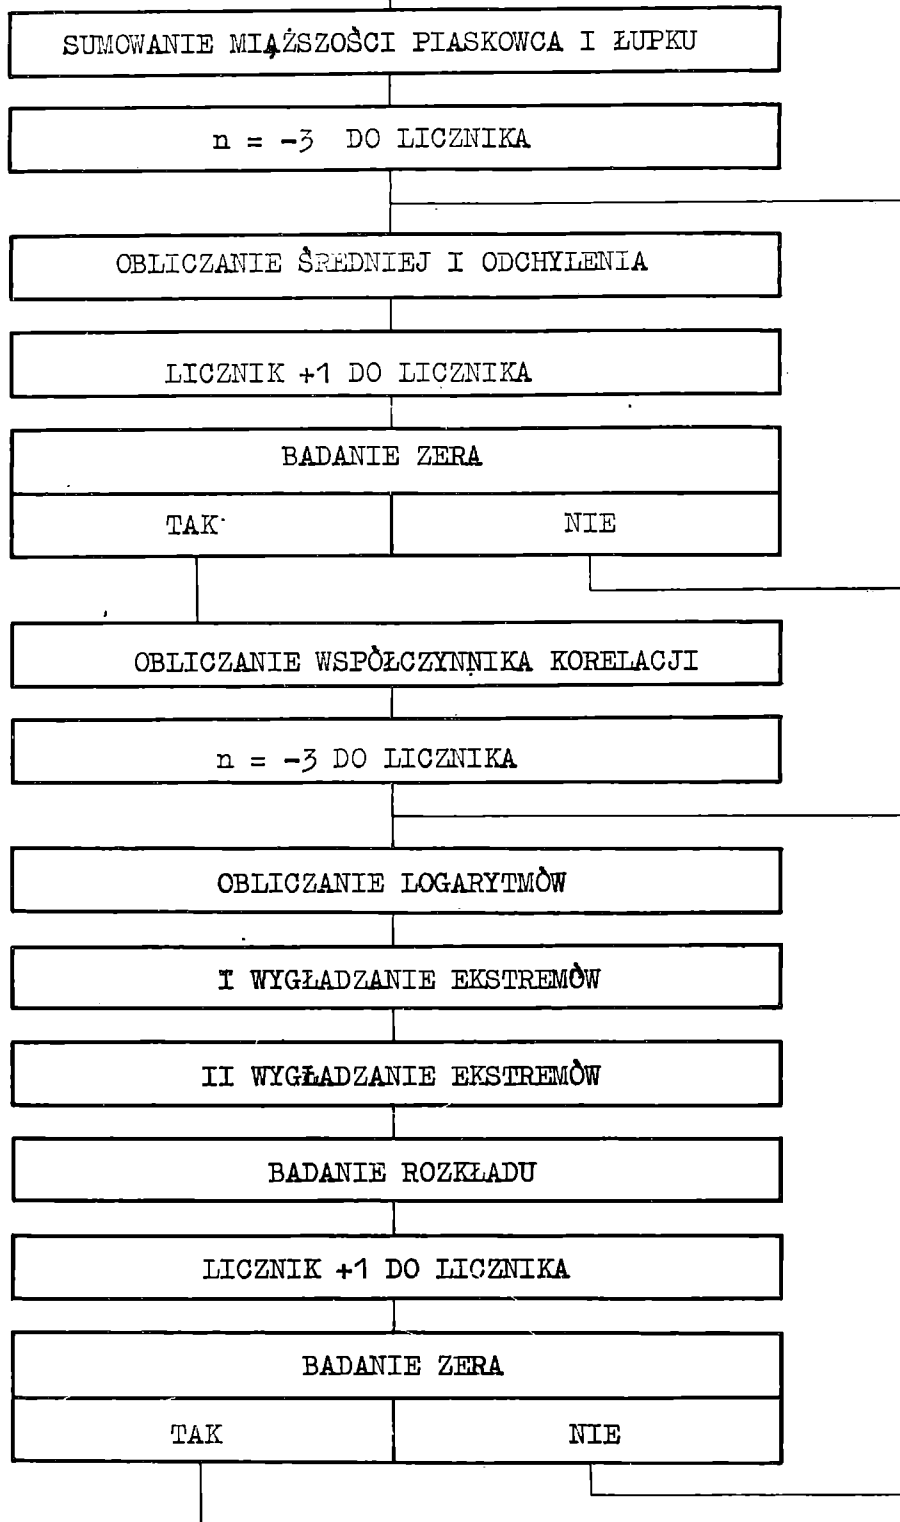 SUMOWANIE MIĄŻSZOŚCI PIASKOWCA I ŁUPKU
n = -3 DO LICZNIKA
OBLICZANIE ŚREDNIEJ I ODCHYLENIA
LICZNIK +1 DO LICZNIKA
BADANIE ZERA
TAK
NIE
OBLICZANIE WSPÓŁCZYNNIKA KORELACJI
n = -3 DO LICZNIKA
OBLICZANIE LOGARYTMÓW
I WYGŁADZANIE EKSTREMÓW
II WYGŁADZANIE EKSTREMÓW
BADANIE ROZKŁADU
LICZNIK +1 DO LICZNIKA
BADANIE ZERA
TAK
NIE